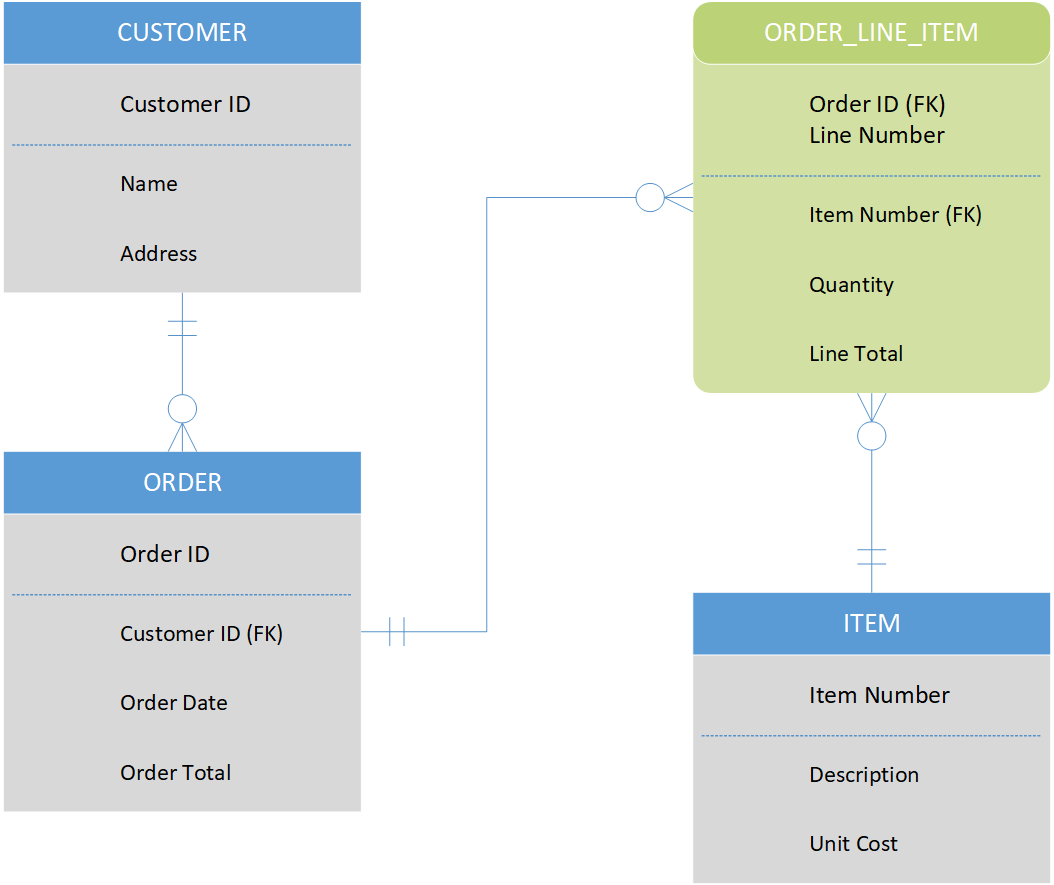 CUSTOMER
Customer ID
Name
Address
ORDER
Order ID
Customer ID (FK)
Order Date
Order Total
ORDER_LINE_ITEM
Order ID (FK)
Line Number
Item Number (FK)
Quantity
Line Total
ITEM
Item Number
Description
Unit Cost